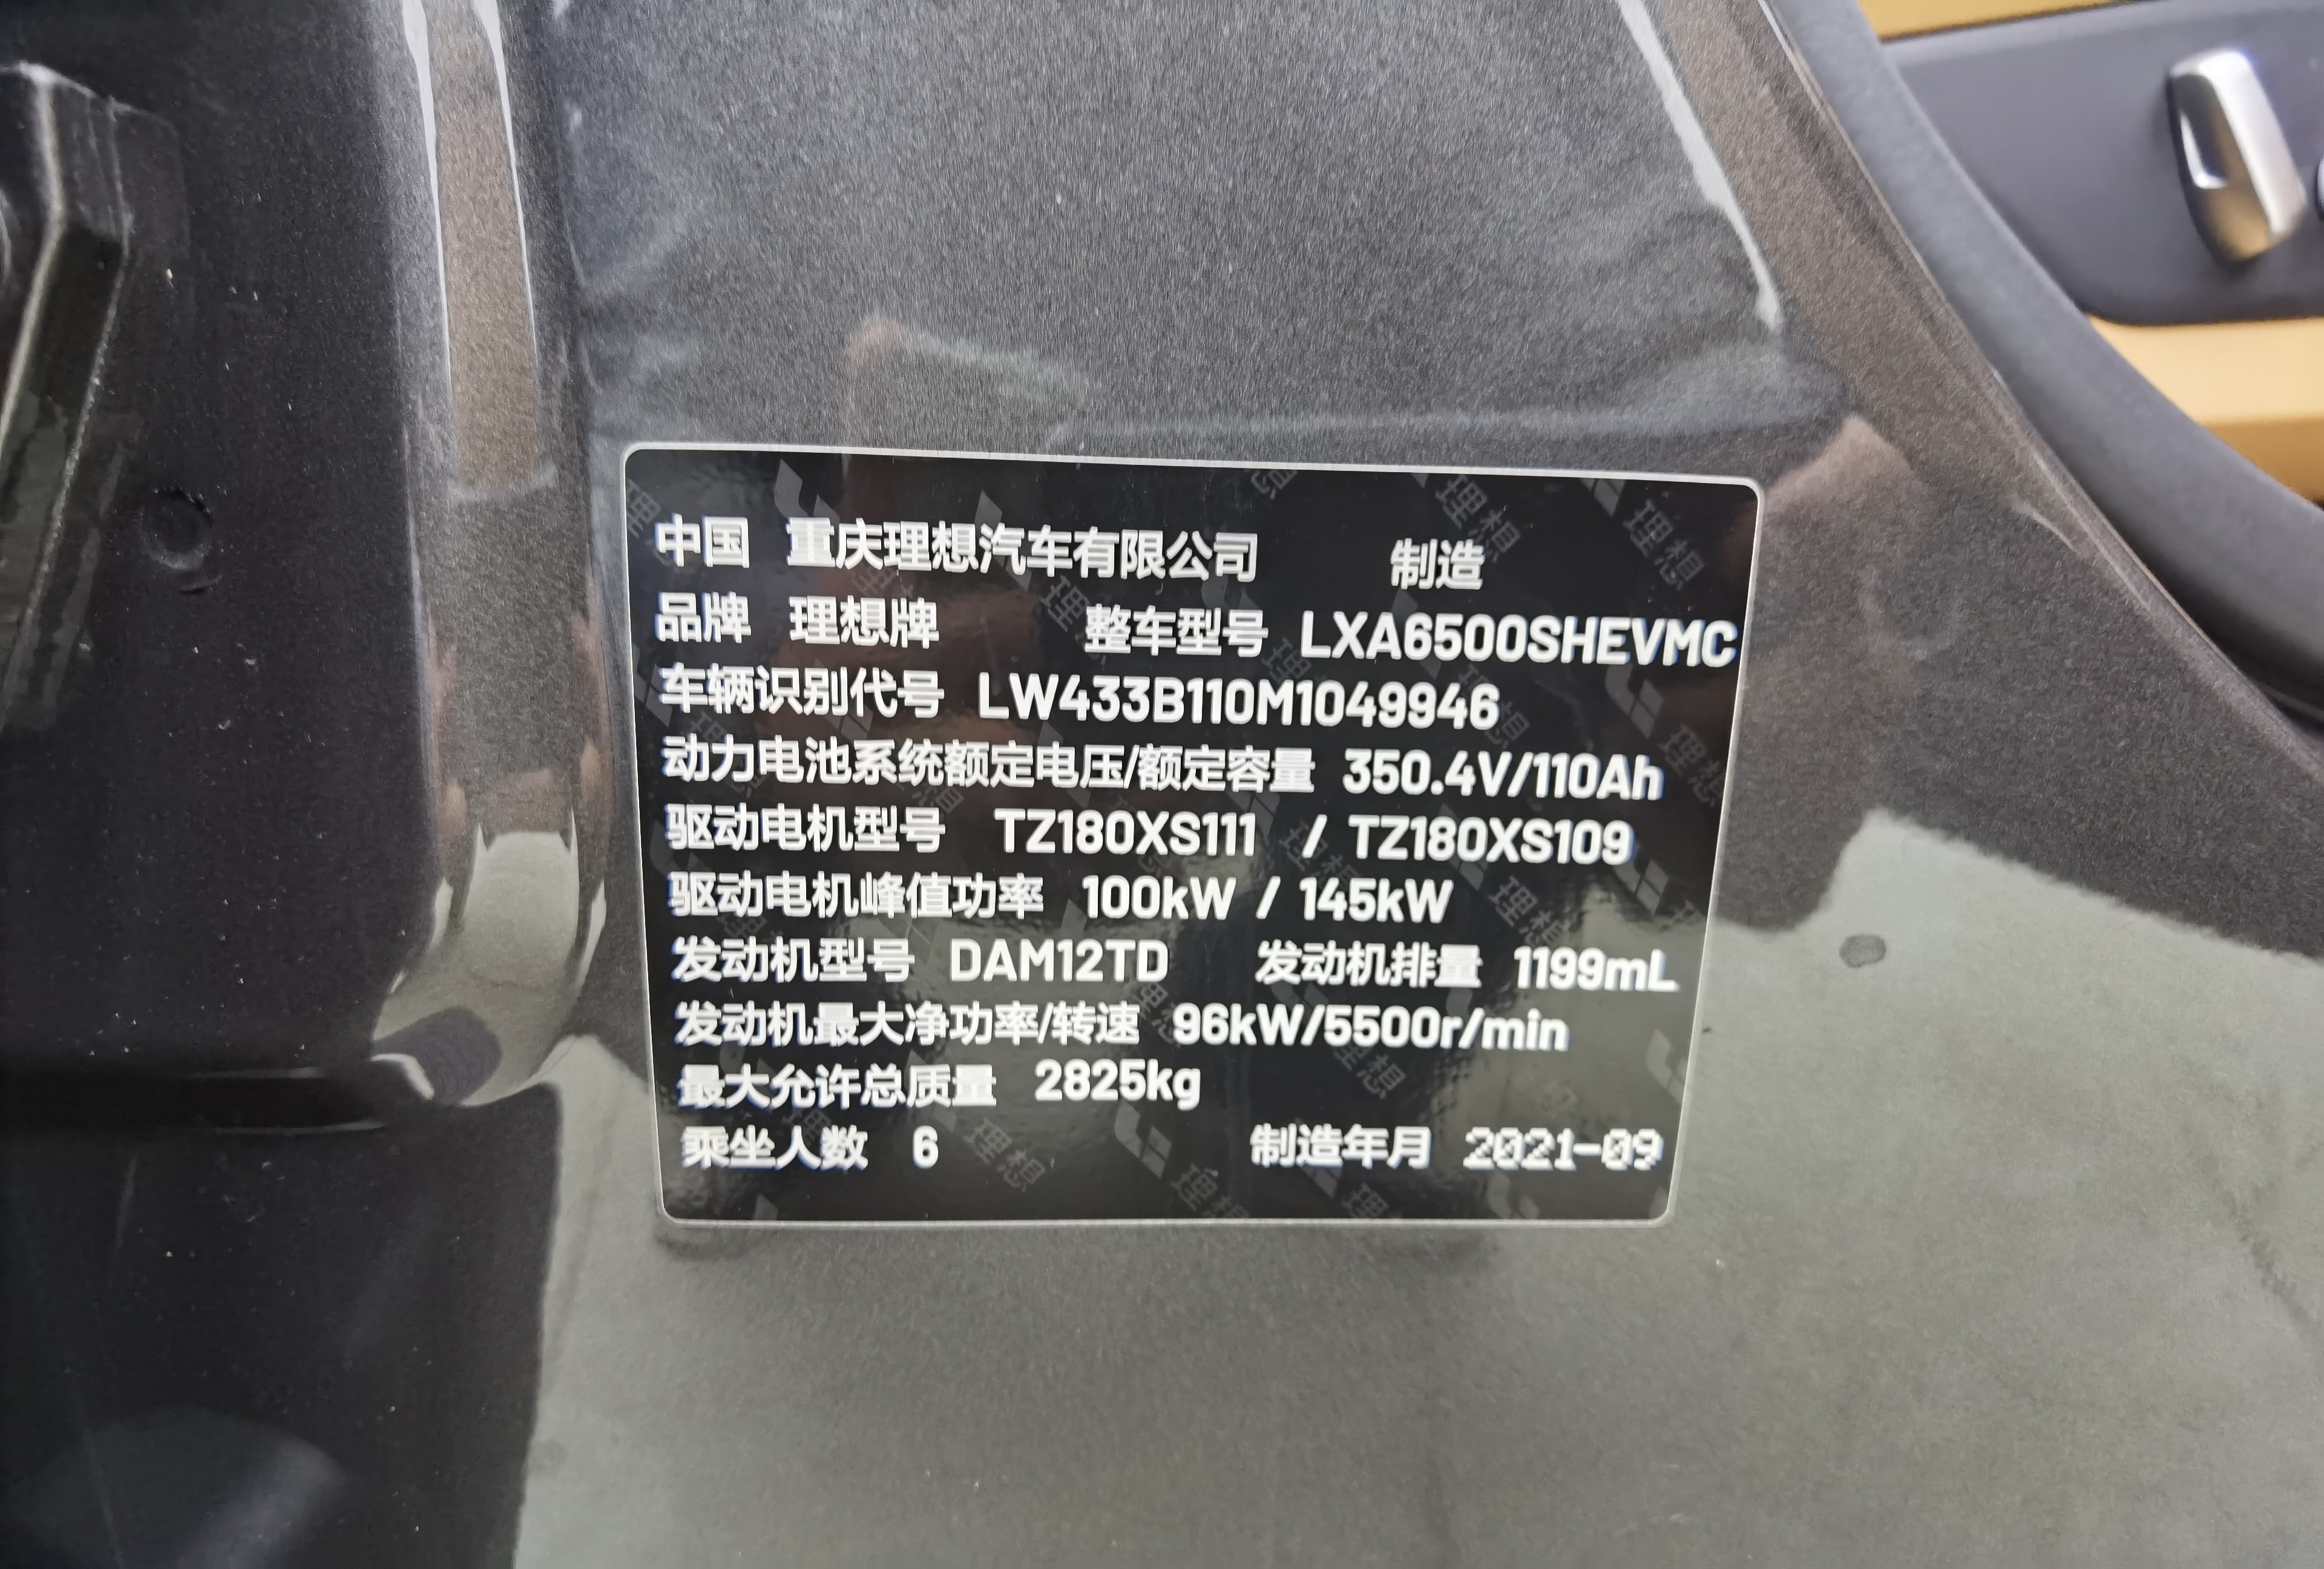 中国 重庆理想汽车有限公司 制造
品牌 理想牌 整车型号 LXA6500SHEVMC
车辆识别代号 LW433B110M1049946
动力电池系统额定电压/额定容量 350.4V/110Ah
驱动电机型号 TZ180XS111 / TZ180XS109
驱动电机峰值功率 100kW / 145kW
发动机型号 DAM12TD 发动机排量 1199mL
发动机最大净功率/转速 96kW/5500r/min
最大允许总质量 2825kg
乘坐人数 6 制造年月 2021-09